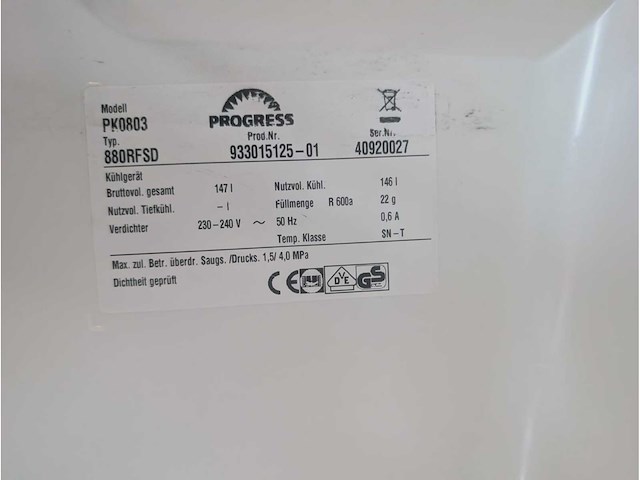 Modell
PK0803
PROGRESS
Typ.
Prod.Nr.
Ser.Nr.
880RFSD 933015125-01 40920027
Kühlgerät
Bruttovol. gesamt 147 l Nutzvol. Kühl. 146 l
Nutzvol. Tiefkühl. - l Füllmenge R 600a 22 g
Verdichter 230-240 V ~ 50 Hz 0,6 A
Temp. Klasse SN-T
Max. zul. Betr. überdr. Saugs. /Drucks. 1,5/ 4,0 MPa
Dichtheit geprüft CE VDE GS